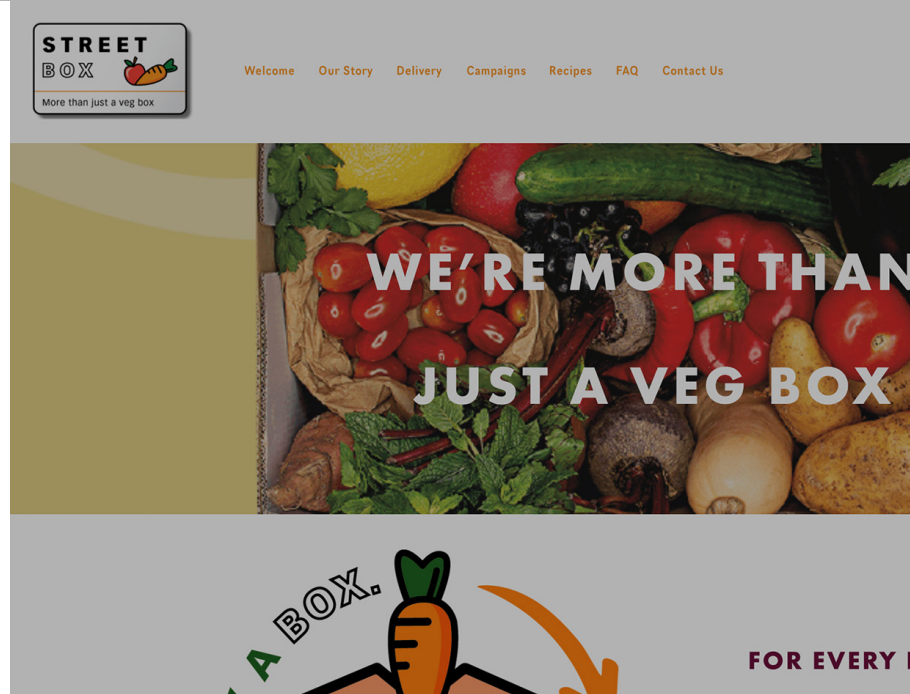 STREET
BOX
More than just a veg box
Welcome Our Story Delivery Campaigns Recipes FAQ Contact Us
WE'RE MORE THAN
JUST A VEG BOX
A BOX.
FOR EVERY